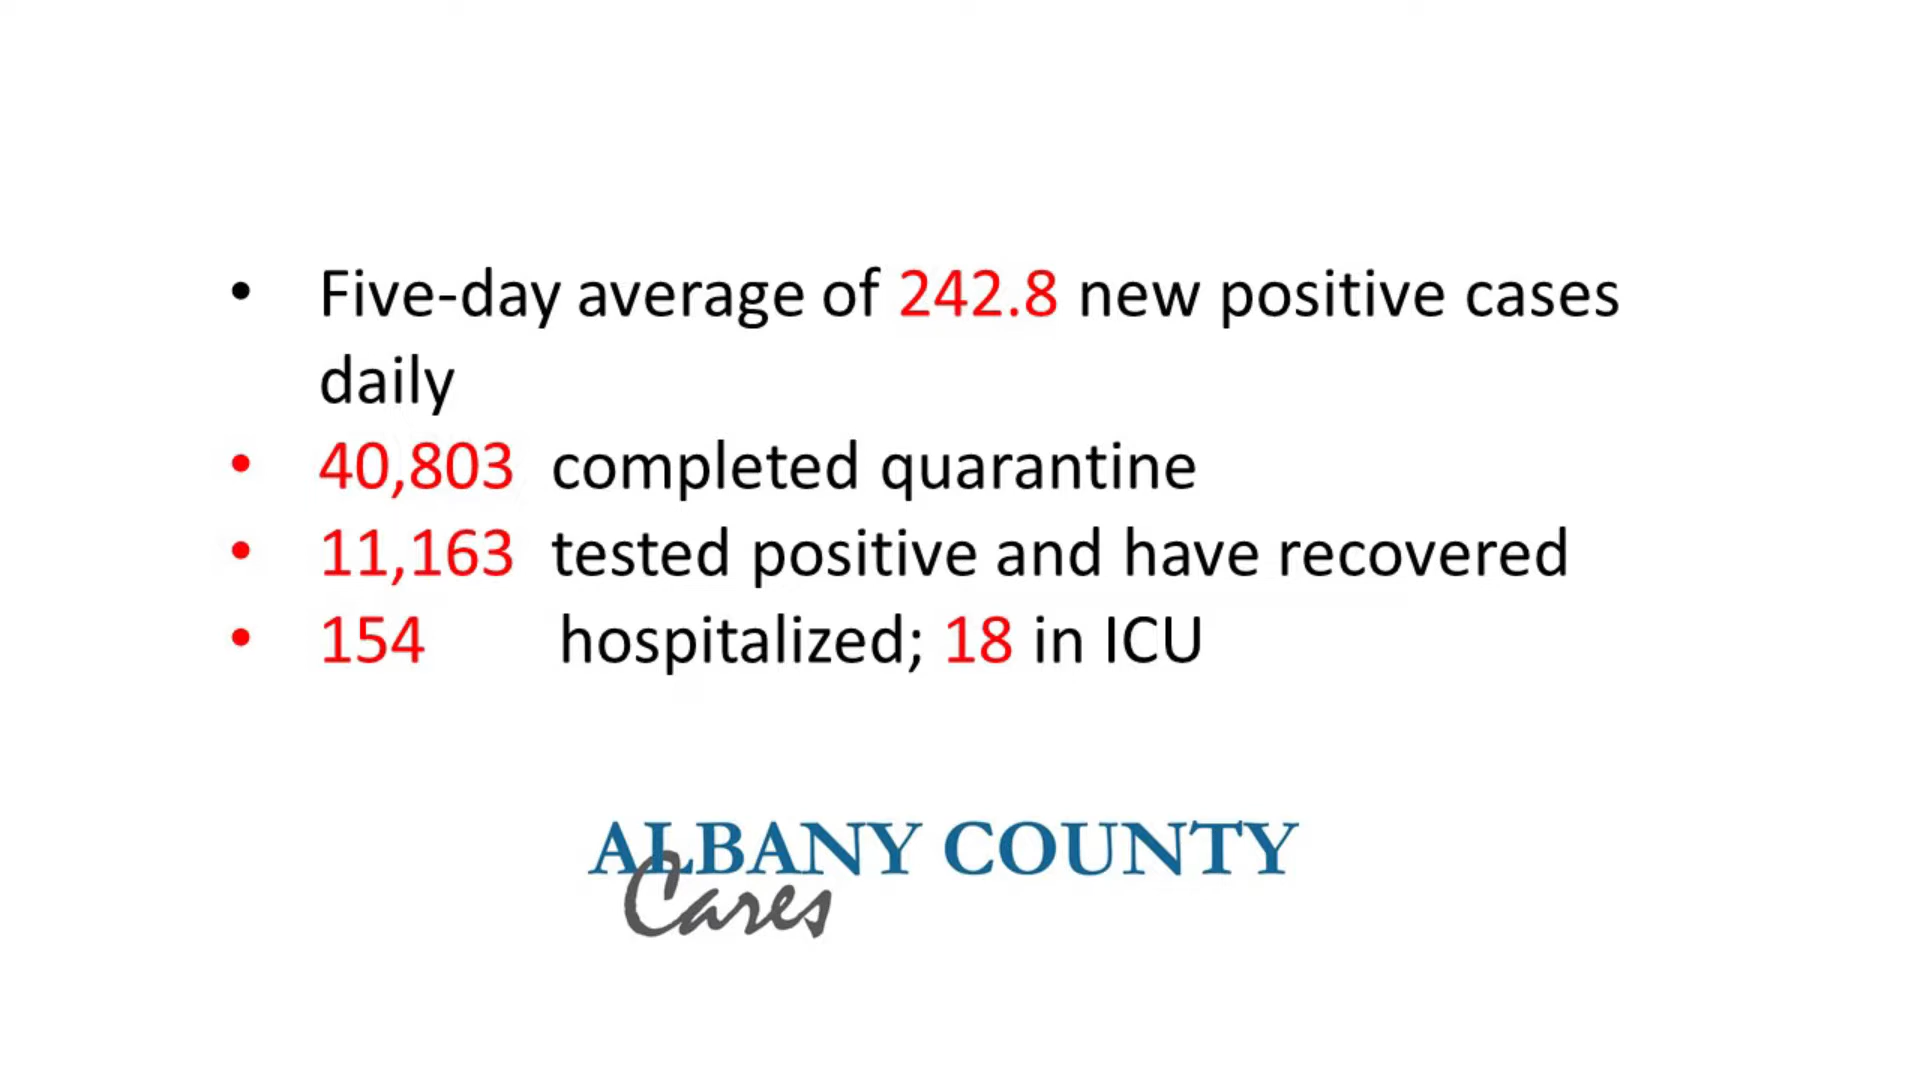 • Five-day average of 242.8 new positive cases
daily
• 40,803 completed quarantine
• 11,163 tested positive and have recovered
• 154 hospitalized; 18 in ICU
ALBANY COUNTY
Cares